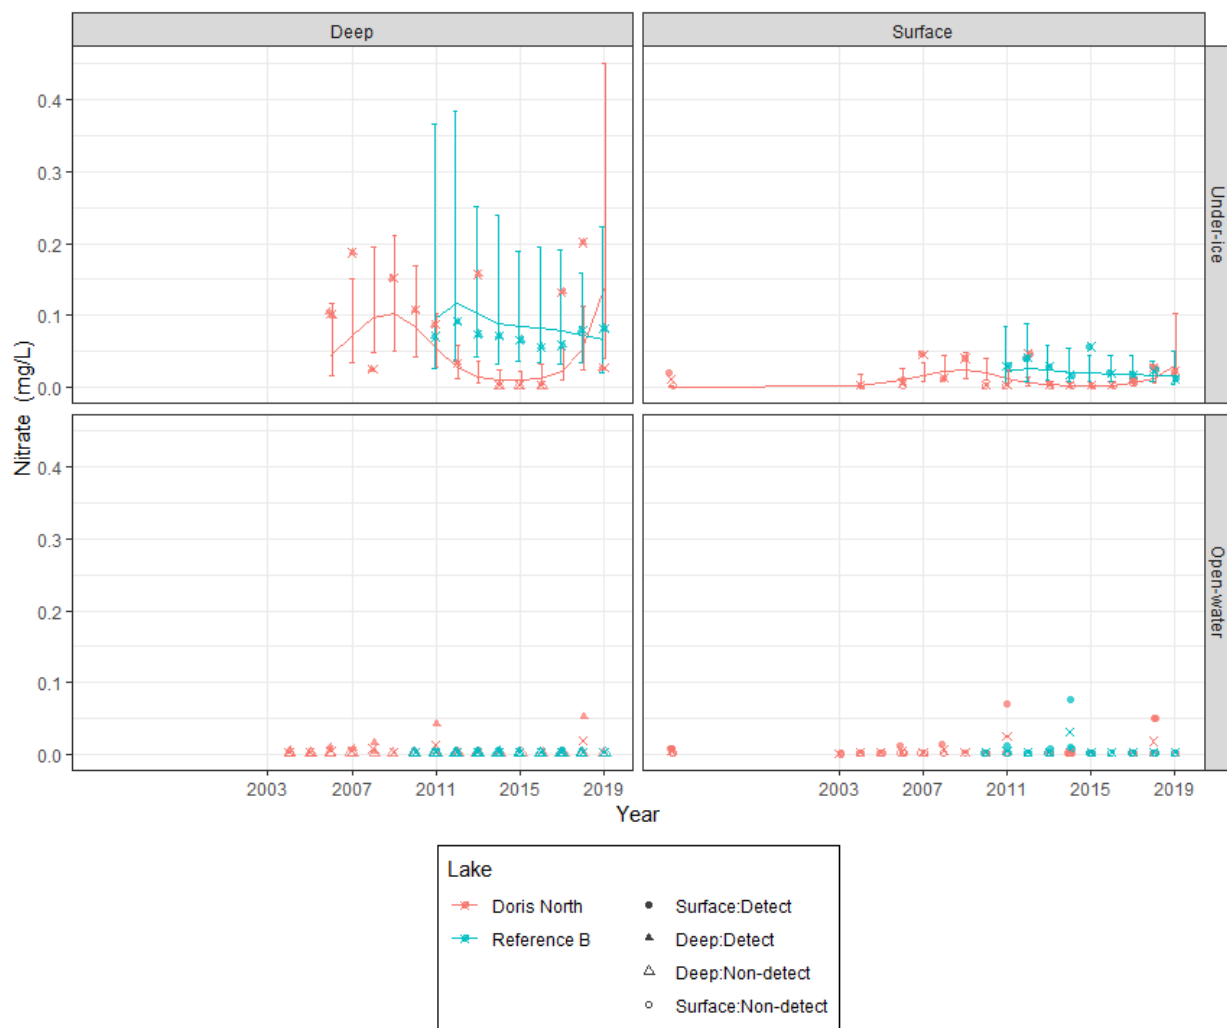 Deep
Surface
0.4
0.3
0.2
0.1
0.0
Under-ice
Nitrate (mg/L)
0.4
0.3
0.2
0.1
0.0
Open-water
2003 2007 2011 2015 2019
2003 2007 2011 2015 2019
Year
Lake
Doris North
Reference B
Surface:Detect
Deep:Detect
Deep:Non-detect
Surface:Non-detect